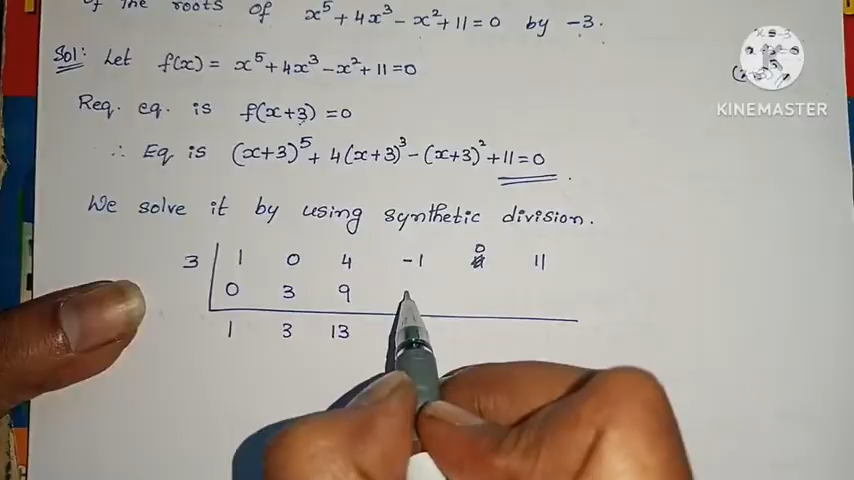 of the roots of x⁵+4x³-x²+11=0 by -3.
KINEMASTER
Sol: Let f(x) = x⁵+4x³-x²+11=0
Req. eq. is f(x+3)=0
∴ Eq is (x+3)⁵+4(x+3)³-(x+3)²+11=0.
We solve it by using synthetic division.
0
3 1 0 4 -1 11
0 3 9
1 3 13